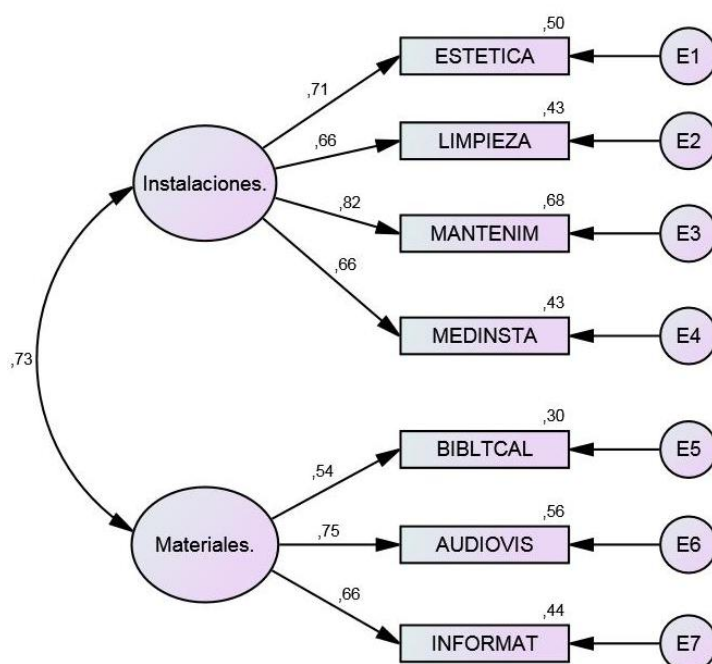 ,50
ESTETICA
E1
,71
,43
,66
LIMPIEZA
E2
Instalaciones.
,82
,68
MANTENIM
E3
,66
,43
MEDINSTA
E4
,73
,30
BIBLTCAL
E5
,54
,56
Materiales.
,75
AUDIOVIS
E6
,66
,44
INFORMAT
E7